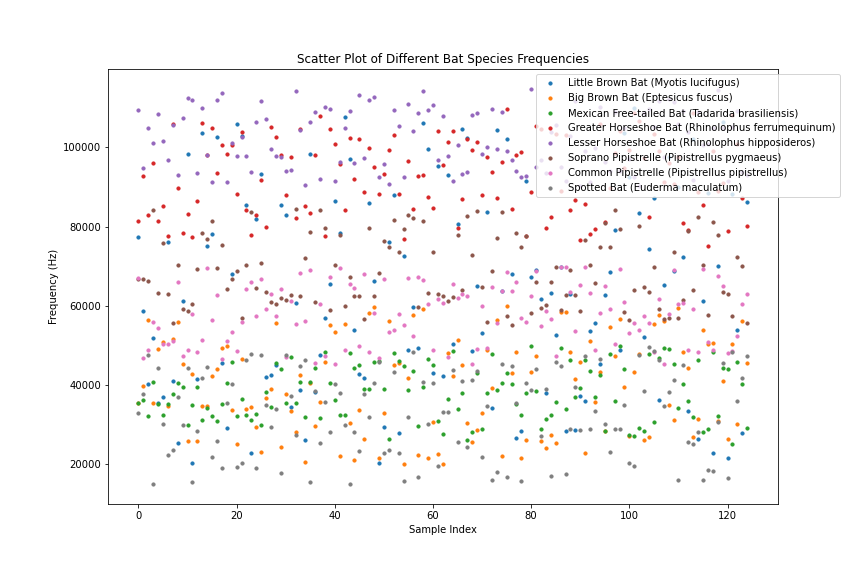 Scatter Plot of Different Bat Species Frequencies
Little Brown Bat (Myotis lucifugus)
Big Brown Bat (Eptesicus fuscus)
Mexican Free-tailed Bat (Tadarida brasiliensis)
Greater Horseshoe Bat (Rhinolophus ferrumequinum)
Lesser Horseshoe Bat (Rhinolophus hipposideros)
Soprano Pipistrelle (Pipistrellus pygmaeus)
Common Pipistrelle (Pipistrellus pipistrellus)
Spotted Bat (Euderma maculatum)
Frequency (Hz)
100000
80000
60000
40000
20000
0 20 40 60 80 100 120
Sample Index